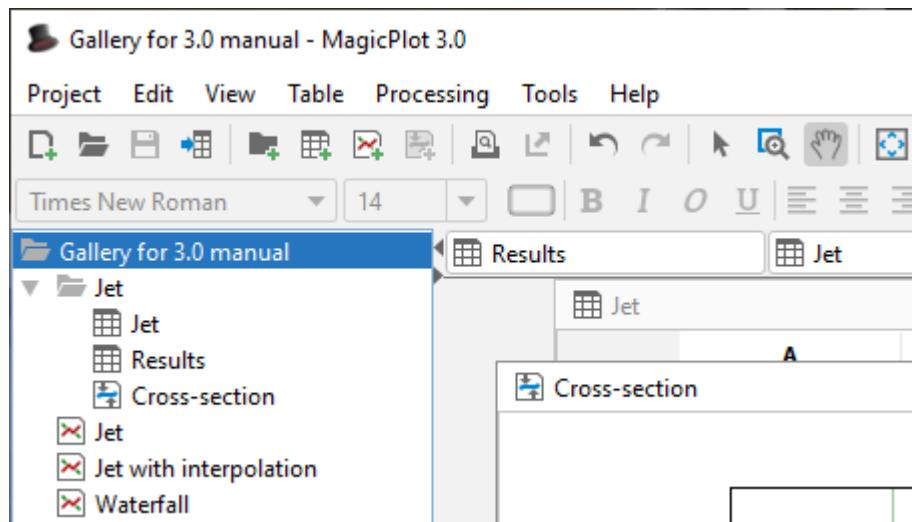 Gallery for 3.0 manual - MagicPlot 3.0
Project Edit View Table Processing Tools Help
Times New Roman 14 B I O U
Gallery for 3.0 manual
Results Jet
Jet
Jet
Jet
A
Results
Cross-section
Cross-section
Jet
Jet with interpolation
Waterfall